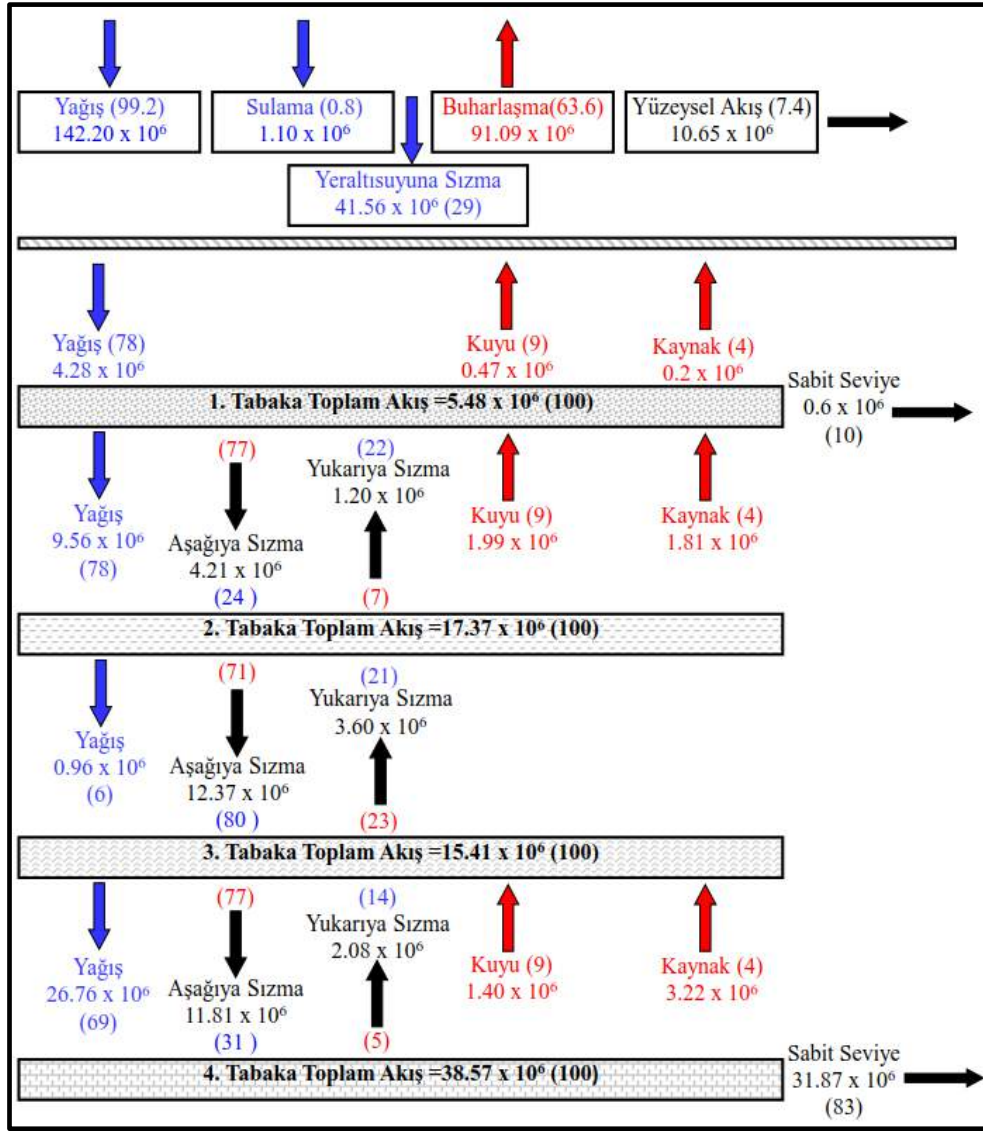 Yağış (99.2)
142.20 x 10⁶
Sulama (0.8)
1.10 x 10⁶
Buharlaşma(63.6)
91.09 x 10⁶
Yüzeysel Akış (7.4)
10.65 x 10⁶
Yeraltısuyuna Sızma
41.56 x 10⁶ (29)
Yağış (78)
4.28 x 10⁶
Kuyu (9)
0.47 x 10⁶
Kaynak (4)
0.2 x 10⁶
1. Tabaka Toplam Akış =5.48 x 10⁶ (100)
Sabit Seviye
0.6 x 10⁶
(10)
Yağış
9.56 x 10⁶
(78)
(77)
Aşağıya Sızma
4.21 x 10⁶
(24 )
(22)
Yukarıya Sızma
1.20 x 10⁶
(7)
Kuyu (9)
1.99 x 10⁶
Kaynak (4)
1.81 x 10⁶
2. Tabaka Toplam Akış =17.37 x 10⁶ (100)
Yağış
0.96 x 10⁶
(6)
(71)
Aşağıya Sızma
12.37 x 10⁶
(80 )
(21)
Yukarıya Sızma
3.60 x 10⁶
(23)
3. Tabaka Toplam Akış =15.41 x 10⁶ (100)
Yağış
26.76 x 10⁶
(69)
(77)
Aşağıya Sızma
11.81 x 10⁶
(31 )
(14)
Yukarıya Sızma
2.08 x 10⁶
(5)
Kuyu (9)
1.40 x 10⁶
Kaynak (4)
3.22 x 10⁶
4. Tabaka Toplam Akış =38.57 x 10⁶ (100)
Sabit Seviye
31.87 x 10⁶
(83)